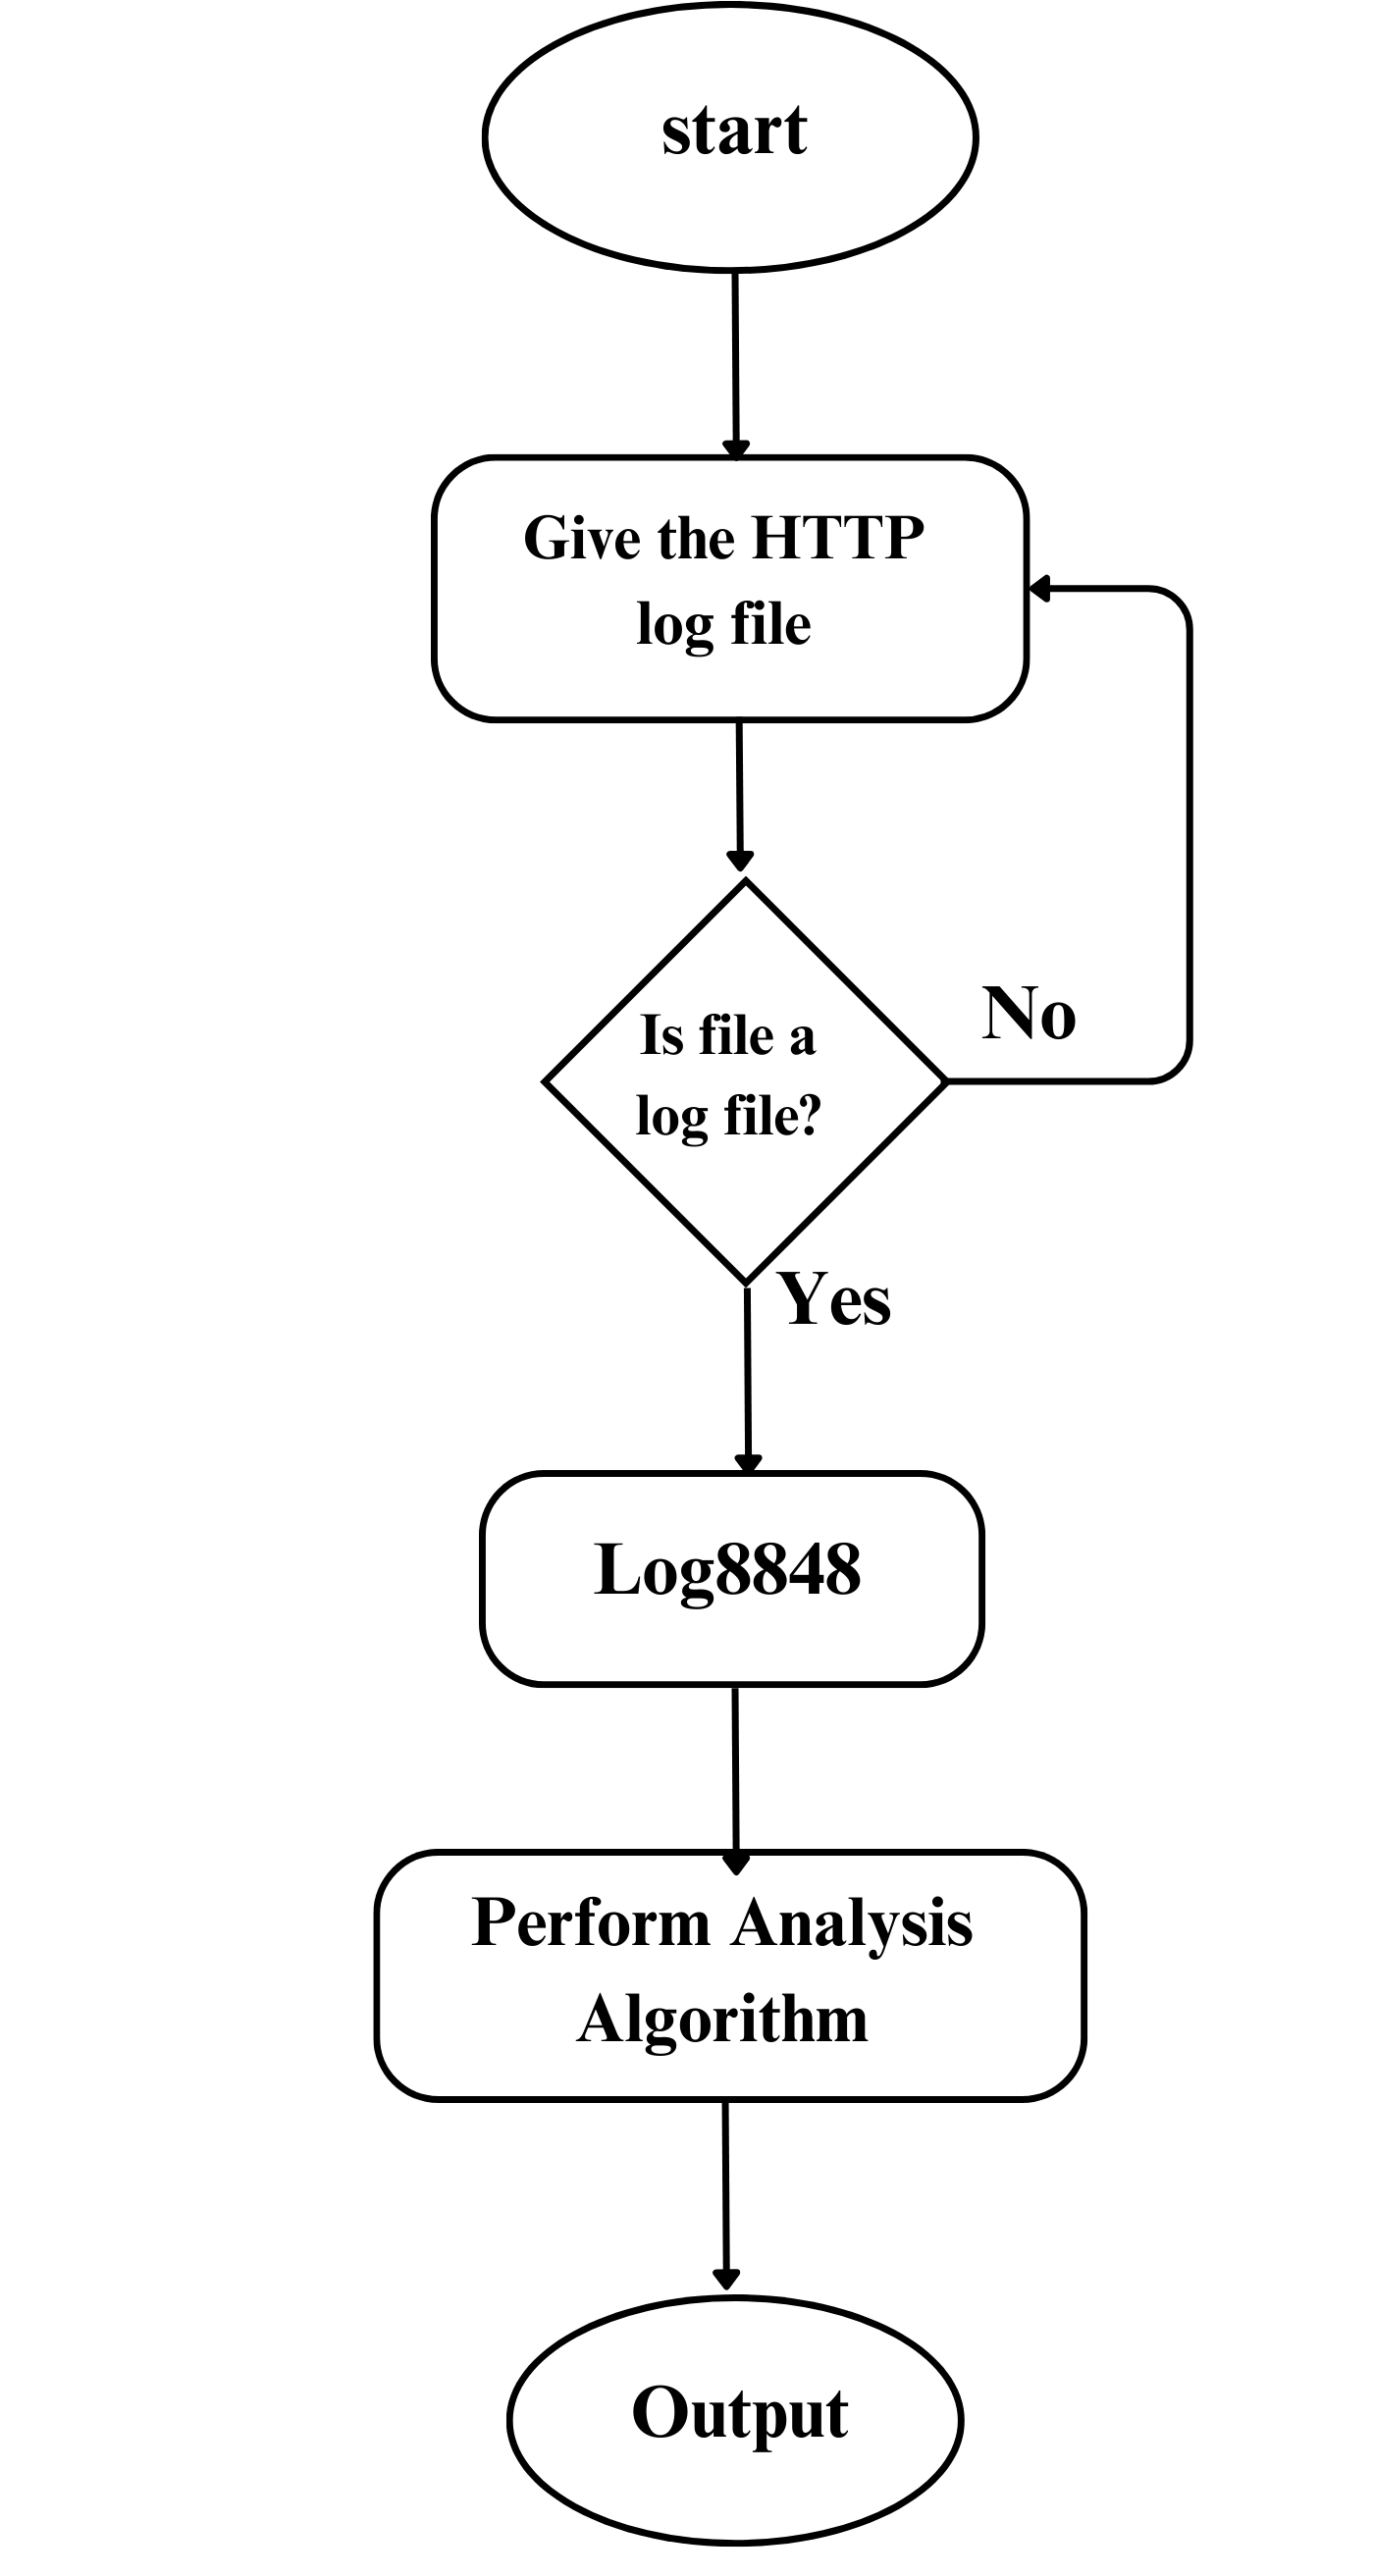 start
Give the HTTP
log file
Is file a
log file?
No
Yes
Log8848
Perform Analysis
Algorithm
Output